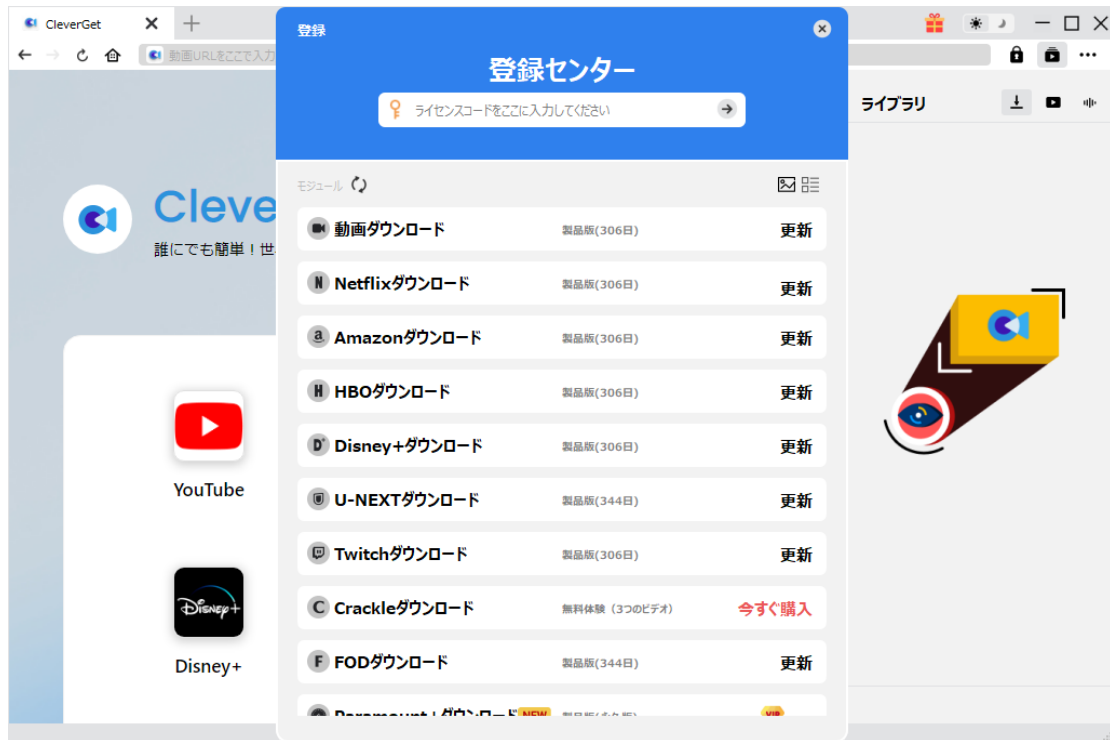 CleverGet
動画URLをここで入力
登録
登録センター
ライセンスコードをここに入力してください
ライブラリ
Cleve
誰にでも簡単！世
YouTube
Disney+
Disney+
モジュール
動画ダウンロード 製品版(306日) 更新
N Netflixダウンロード 製品版(306日) 更新
a Amazonダウンロード 製品版(306日) 更新
H HBOダウンロード 製品版(306日) 更新
D+ Disney+ダウンロード 製品版(306日) 更新
U-NEXTダウンロード 製品版(344日) 更新
Twitchダウンロード 製品版(306日) 更新
C Crackleダウンロード 無料体験（3つのビデオ） 今すぐ購入
F FODダウンロード 製品版(344日) 更新
Paramount+ダウンロード NEW VIP